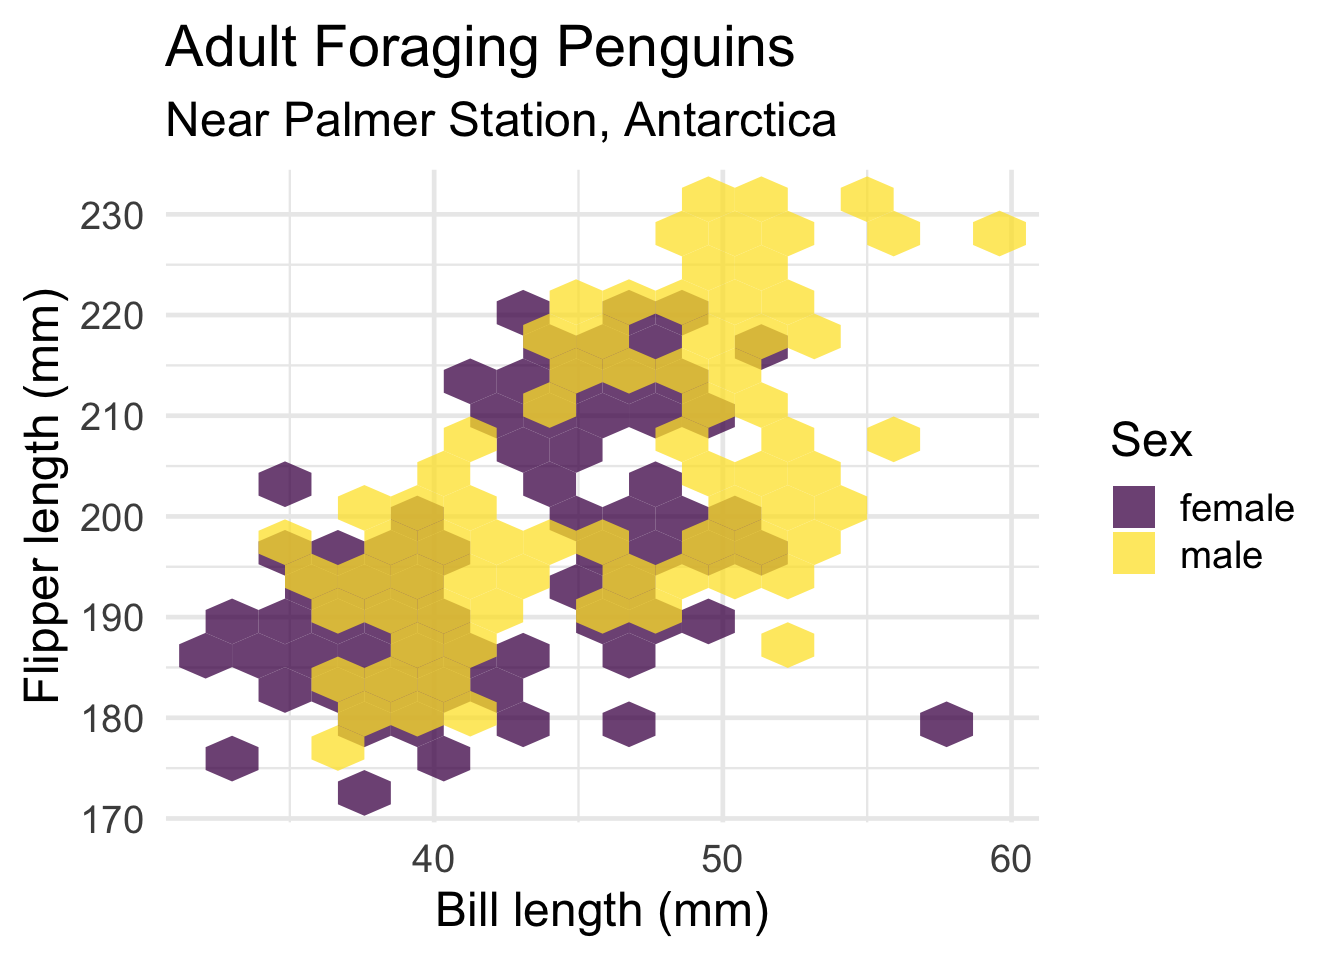 Adult Foraging Penguins
Near Palmer Station, Antarctica
Flipper length (mm)
230
220
210
200
190
180
170
40
50
60
Bill length (mm)
Sex
female
male